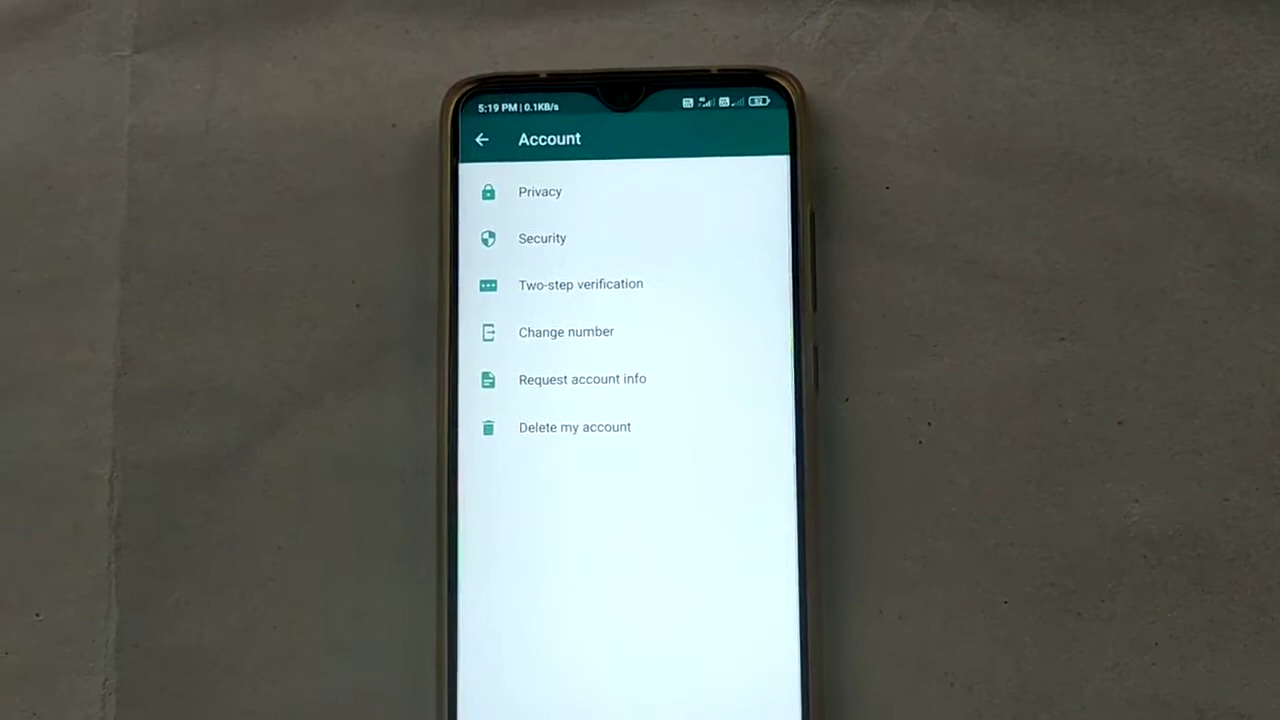 5:19 PM | 0.1KB/s
Account
Privacy
Security
Two-step verification
Change number
Request account info
Delete my account